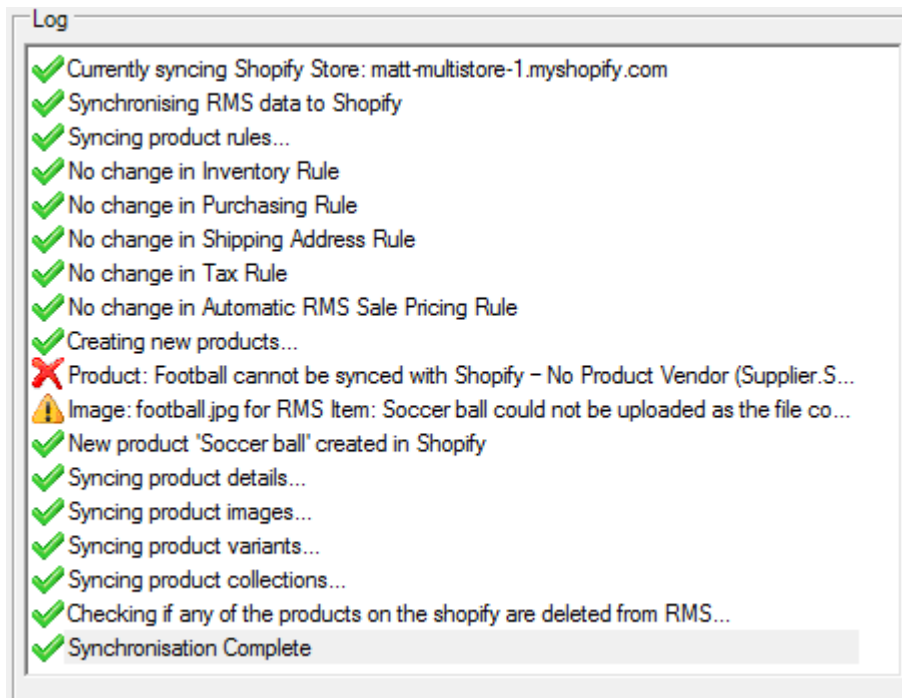 Log
Currently syncing Shopify Store: matt-multistore-1.myshopify.com
Synchronising RMS data to Shopify
Syncing product rules...
No change in Inventory Rule
No change in Purchasing Rule
No change in Shipping Address Rule
No change in Tax Rule
No change in Automatic RMS Sale Pricing Rule
Creating new products...
Product: Football cannot be synced with Shopify – No Product Vendor (Supplier.S...
Image: football.jpg for RMS Item: Soccer ball could not be uploaded as the file co...
New product "Soccer ball" created in Shopify
Syncing product details...
Syncing product images...
Syncing product variants...
Syncing product collections...
Checking if any of the products on the shopify are deleted from RMS...
Synchronisation Complete